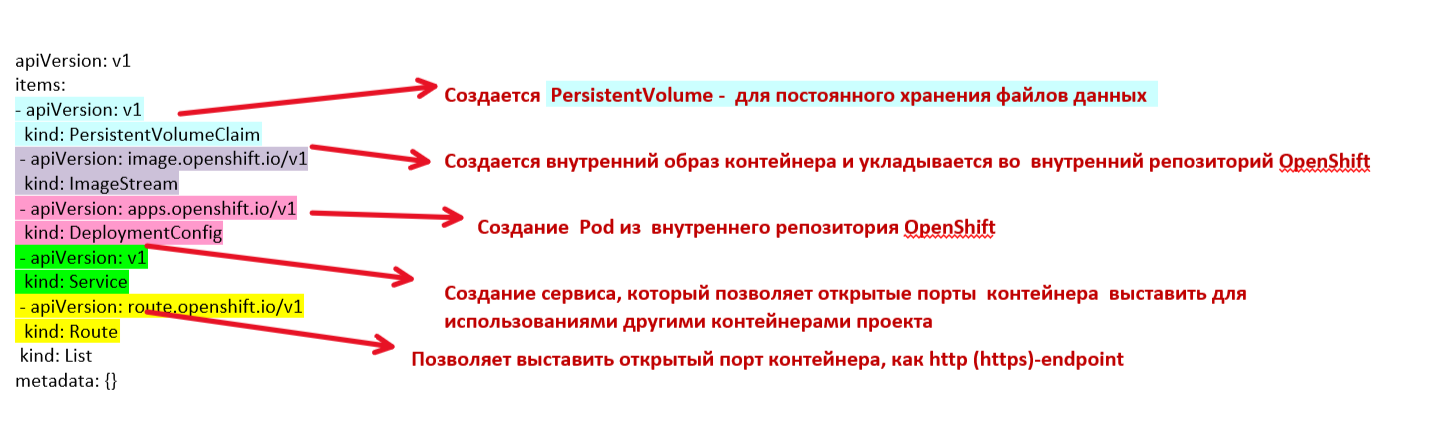 apiVersion: v1
items:
- apiVersion: v1
kind: PersistentVolumeClaim
- apiVersion: image.openshift.io/v1
kind: ImageStream
- apiVersion: apps.openshift.io/v1
kind: DeploymentConfig
- apiVersion: v1
kind: Service
- apiVersion: route.openshift.io/v1
kind: Route
kind: List
metadata: {}
Создается PersistentVolume - для постоянного хранения файлов данных
Создается внутренний образ контейнера и укладывается во внутренний репозиторий OpenShift
Создание Pod из внутреннего репозитория OpenShift
Создание сервиса, который позволяет открытые порты контейнера выставить для
использованиями другими контейнерами проекта
Позволяет выставить открытый порт контейнера, как http (https)-endpoint